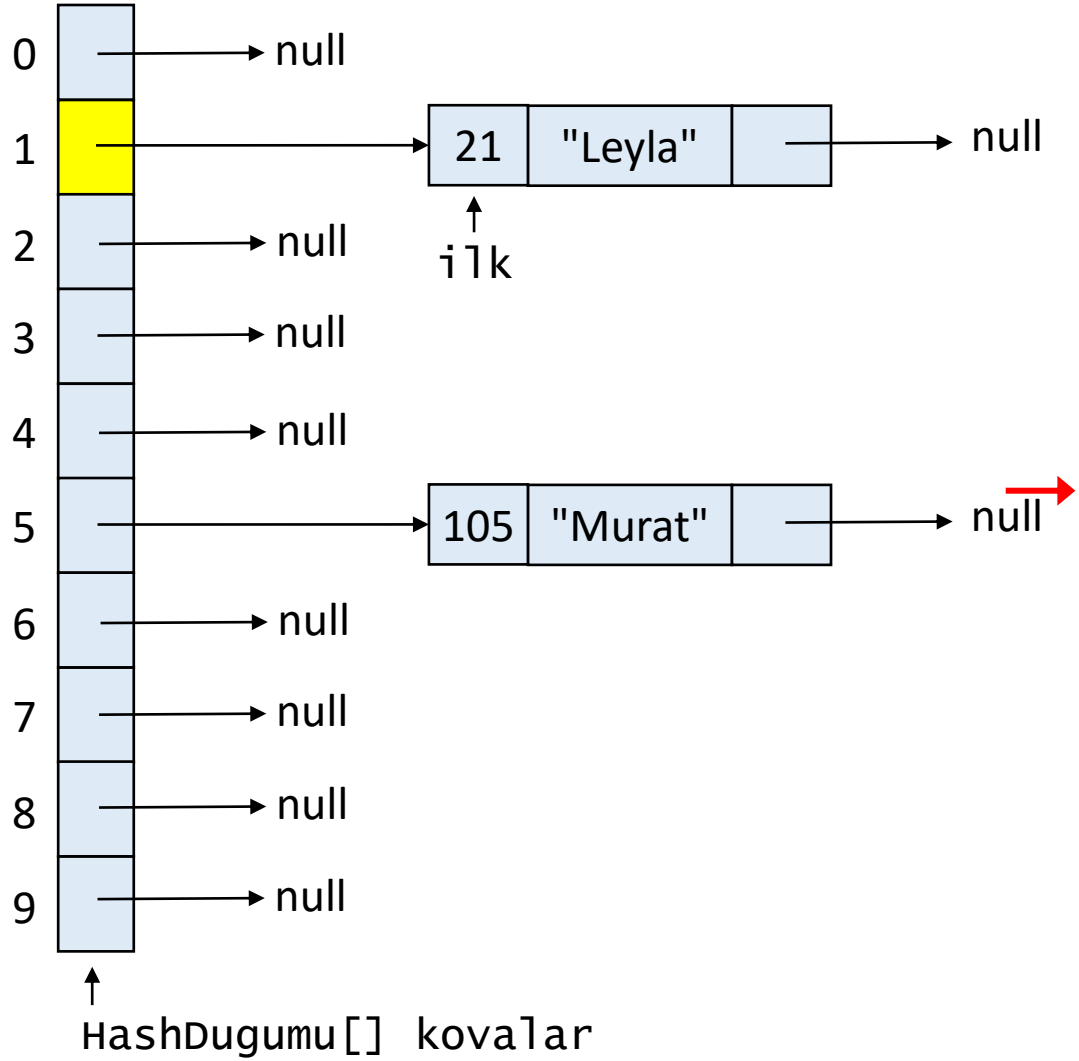 0 null
1 21 "Leyla" null
ilk
2 null
3 null
4 null
5 105 "Murat" null
6 null
7 null
8 null
9 null
HashDugumu[] kovalar